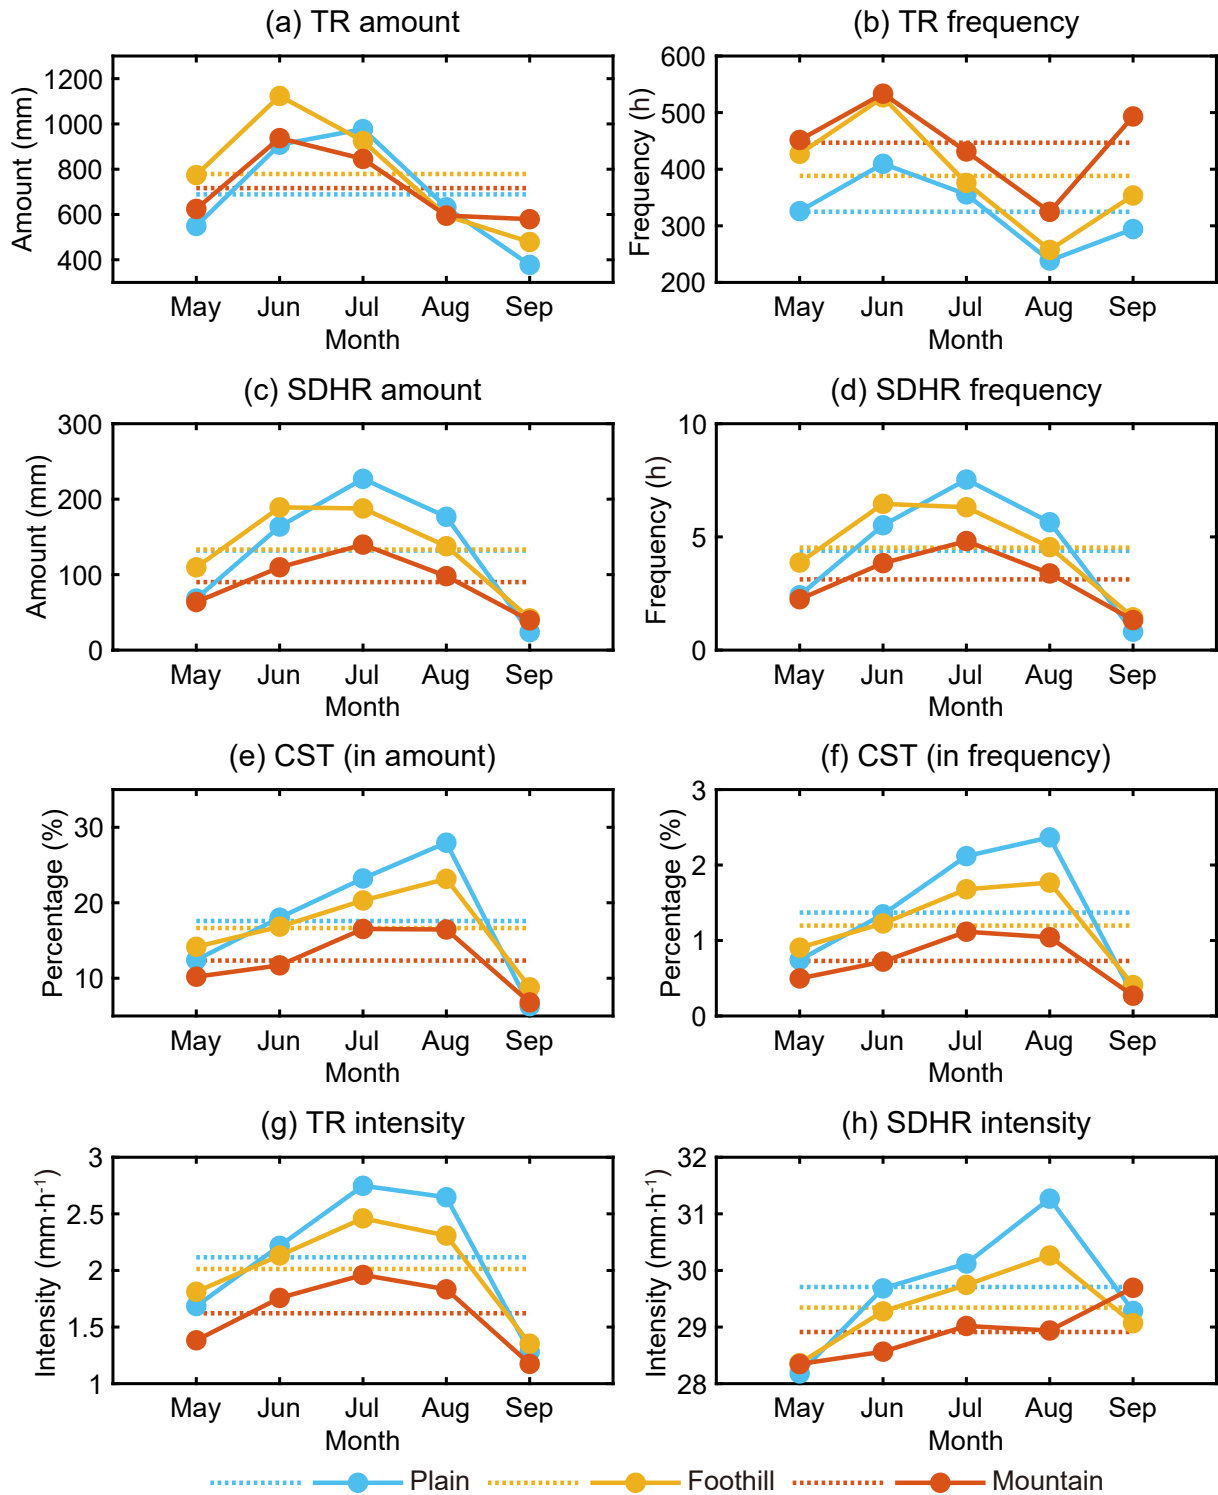 (a) TR amount
(b) TR frequency
Amount (mm)
1200
1000
800
600
400
May Jun Jul Aug Sep
Month
Frequency (h)
600
500
400
300
200
May Jun Jul Aug Sep
Month
(c) SDHR amount
(d) SDHR frequency
Amount (mm)
300
200
100
0
May Jun Jul Aug Sep
Month
Frequency (h)
10
5
0
May Jun Jul Aug Sep
Month
(e) CST (in amount)
(f) CST (in frequency)
Percentage (%)
30
20
10
May Jun Jul Aug Sep
Month
Percentage (%)
3
2
1
0
May Jun Jul Aug Sep
Month
(g) TR intensity
(h) SDHR intensity
Intensity (mm·h⁻¹)
3
2.5
2
1.5
1
May Jun Jul Aug Sep
Month
Intensity (mm·h⁻¹)
32
31
30
29
28
May Jun Jul Aug Sep
Month
Plain Foothill Mountain